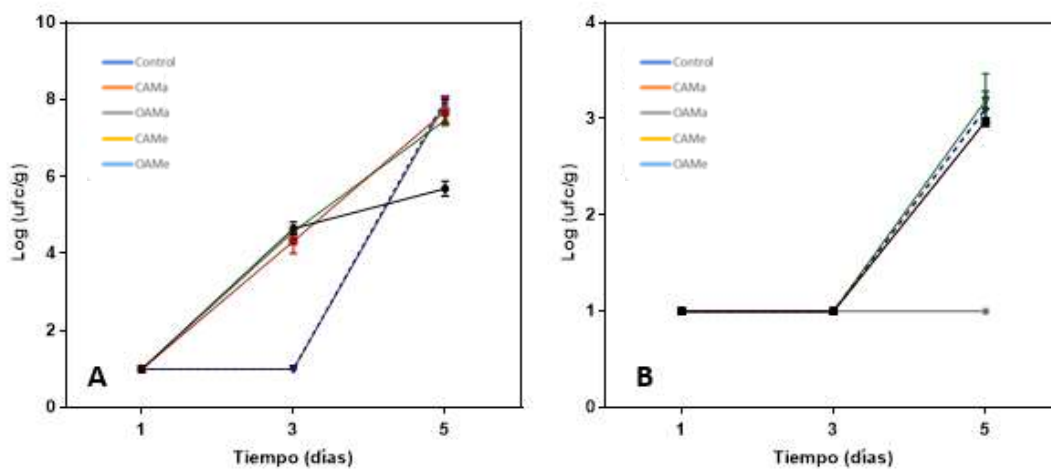 10
8
6
4
2
0
Log (ufc/g)
Control
CAMa
OAMa
CAMe
OAMe
A
1 3 5
Tiempo (días)
4
3
2
1
0
Log (ufc/g)
Control
CAMa
OAMa
CAMe
OAMe
B
1 3 5
Tiempo (días)